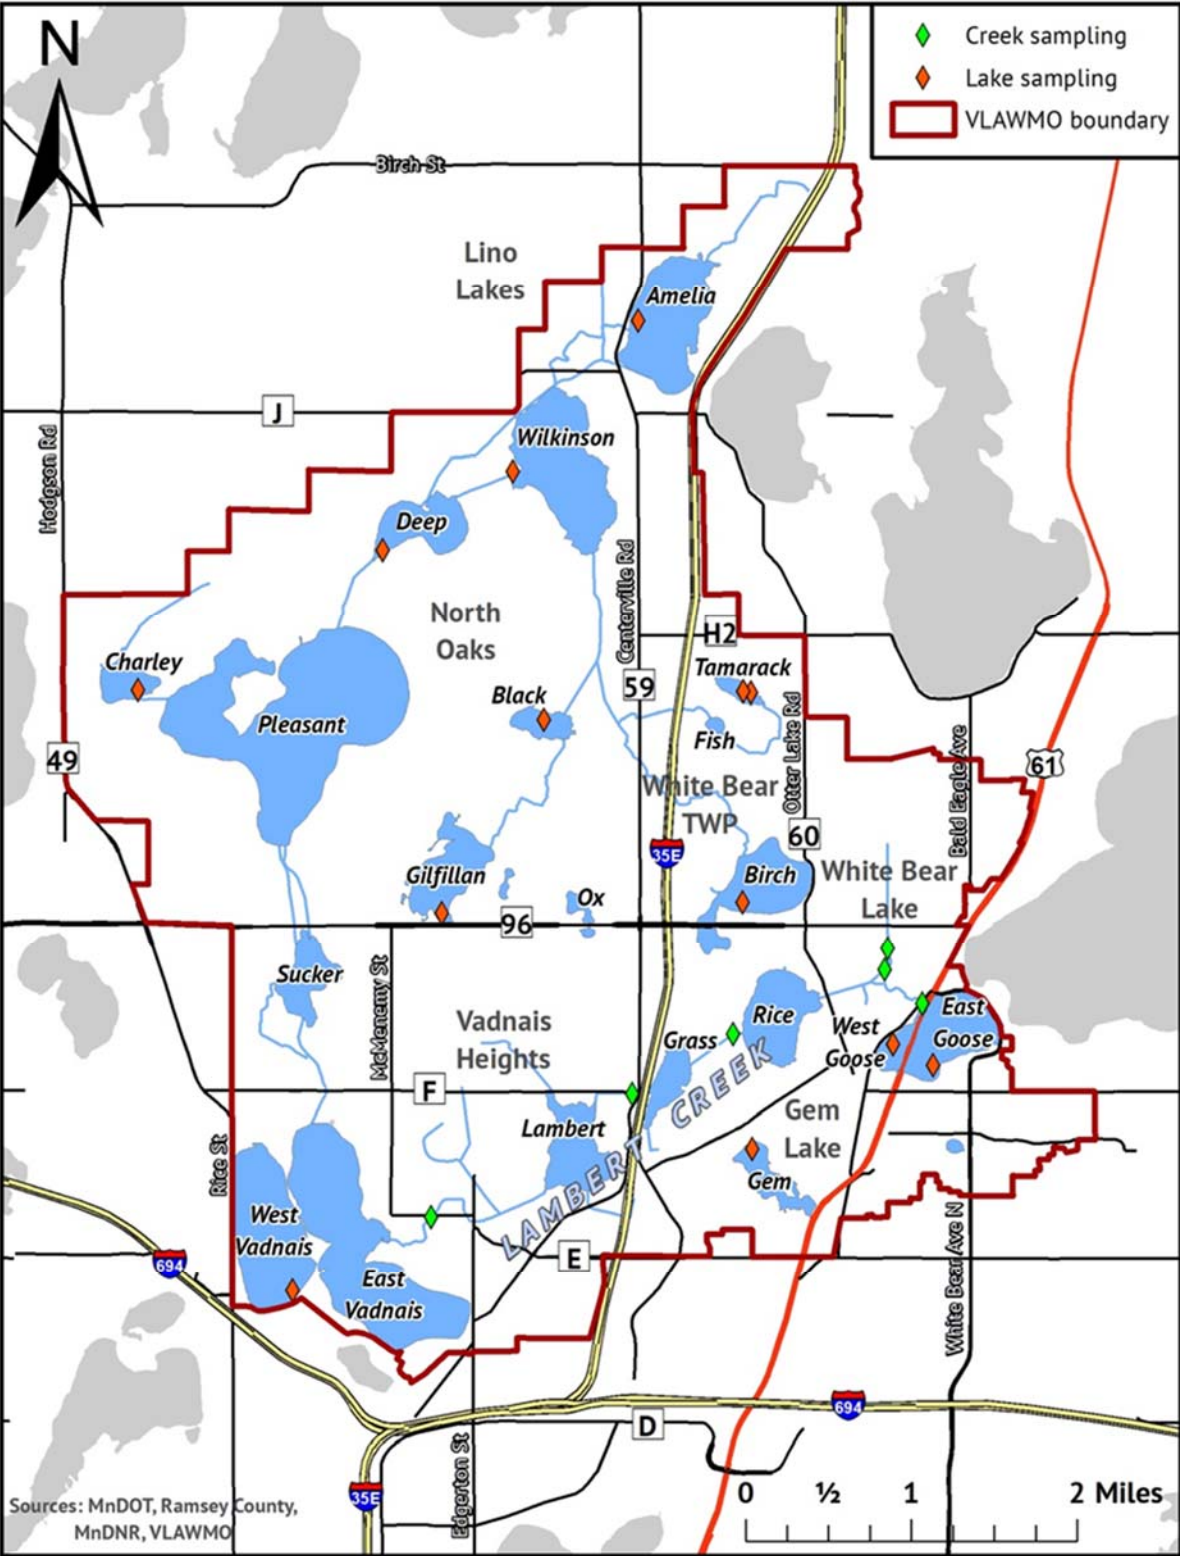 N
Creek sampling
Lake sampling
VLAWMO boundary
Birch St
Lino
Lakes
Amelia
J
Wilkinson
Hodgson Rd
Deep
Centerville Rd
North
Oaks
H2
Charley
Tamarack
59
Black
Pleasant
Fish
Otter Lake Rd
49
61
Bald Eagle Ave
White Bear
TWP
60
35E
Gilfillan
Birch
White Bear
Lake
Ox
96
Sucker
McMenemy St
Vadnais
Heights
Rice
Grass
West
Goose
East
Goose
F
Lambert
LAMBERT CREEK
Gem
Lake
Gem
Rice St
West
Vadnais
East
Vadnais
E
694
White Bear Ave N
694
D
Edgerton St
35E
0 ½ 1 2 Miles
Sources: MnDOT, Ramsey County,
MnDNR, VLAWMO